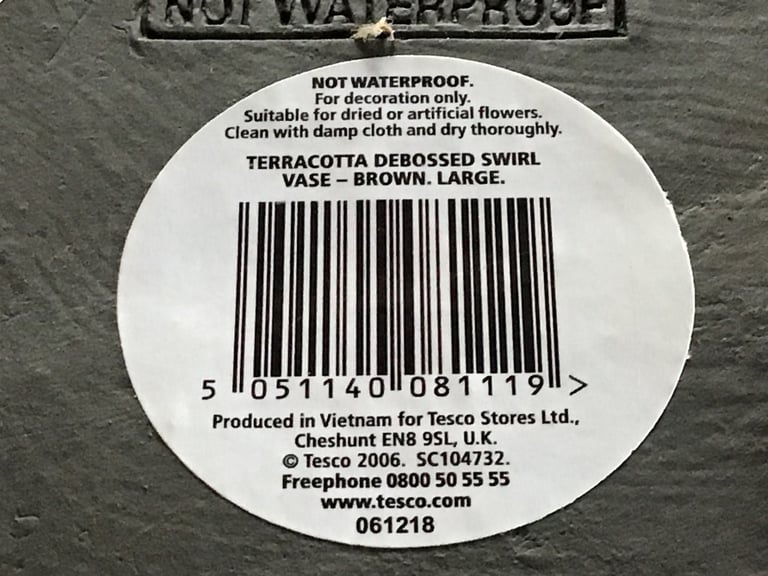 NOT WATERPROOF
NOT WATERPROOF.
For decoration only.
Suitable for dried or artificial flowers.
Clean with damp cloth and dry thoroughly.
TERRACOTTA DEBOSSED SWIRL
VASE – BROWN. LARGE.
5 051140 081119 >
Produced in Vietnam for Tesco Stores Ltd.,
Cheshunt EN8 9SL, U.K.
© Tesco 2006. SC104732.
Freephone 0800 50 55 55
www.tesco.com
061218